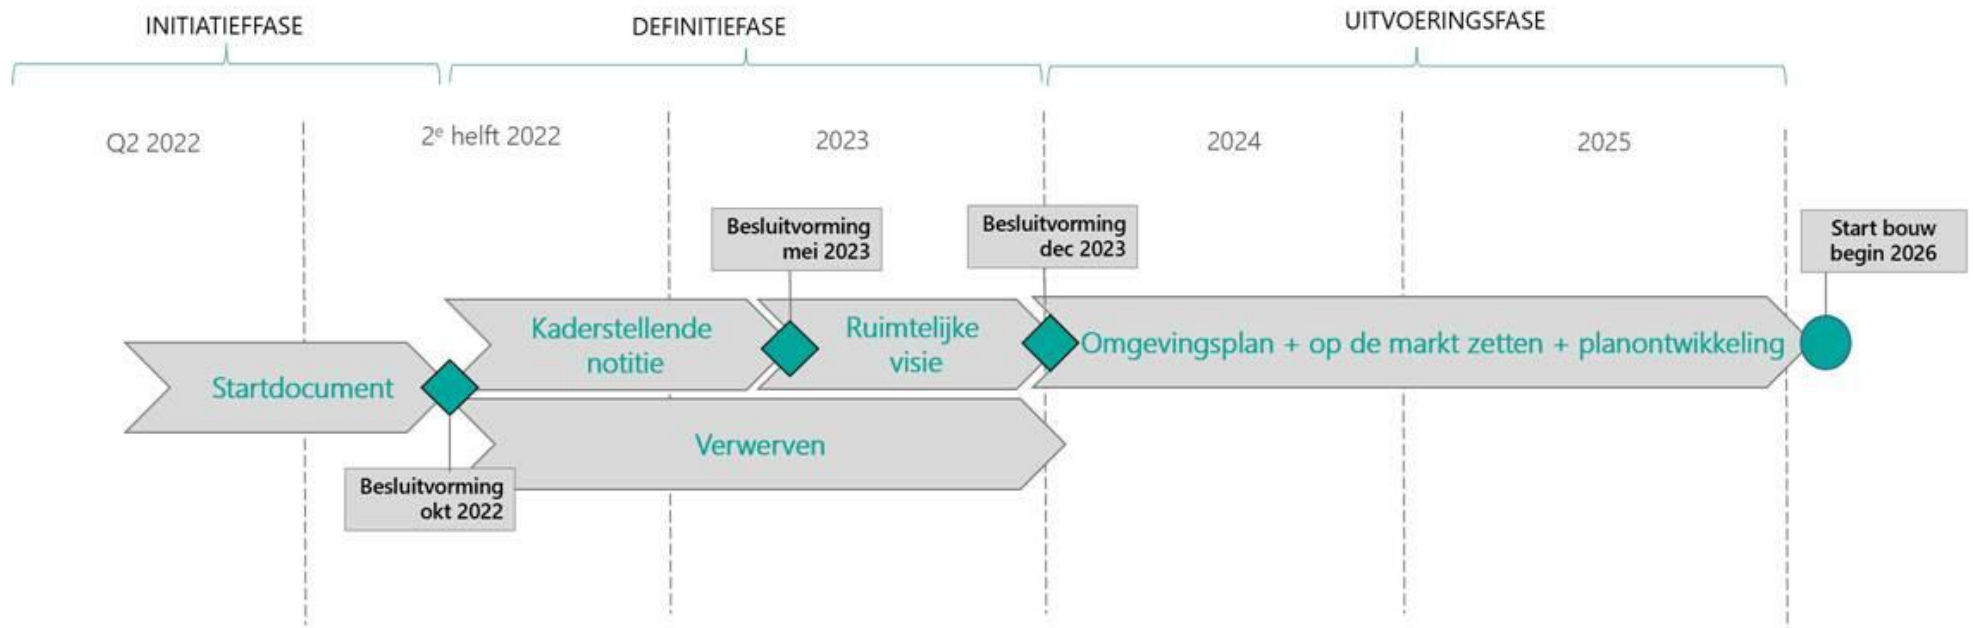 INITIATIEFFASE
DEFINITIEFASE
UITVOERINGSFASE
Q2 2022
2e helft 2022
2023
2024
2025
Besluitvorming
mei 2023
Besluitvorming
dec 2023
Start bouw
begin 2026
Kaderstellende
notitie
Ruimtelijke
visie
Omgevingsplan + op de markt zetten + planontwikkeling
Startdocument
Verwerven
Besluitvorming
okt 2022